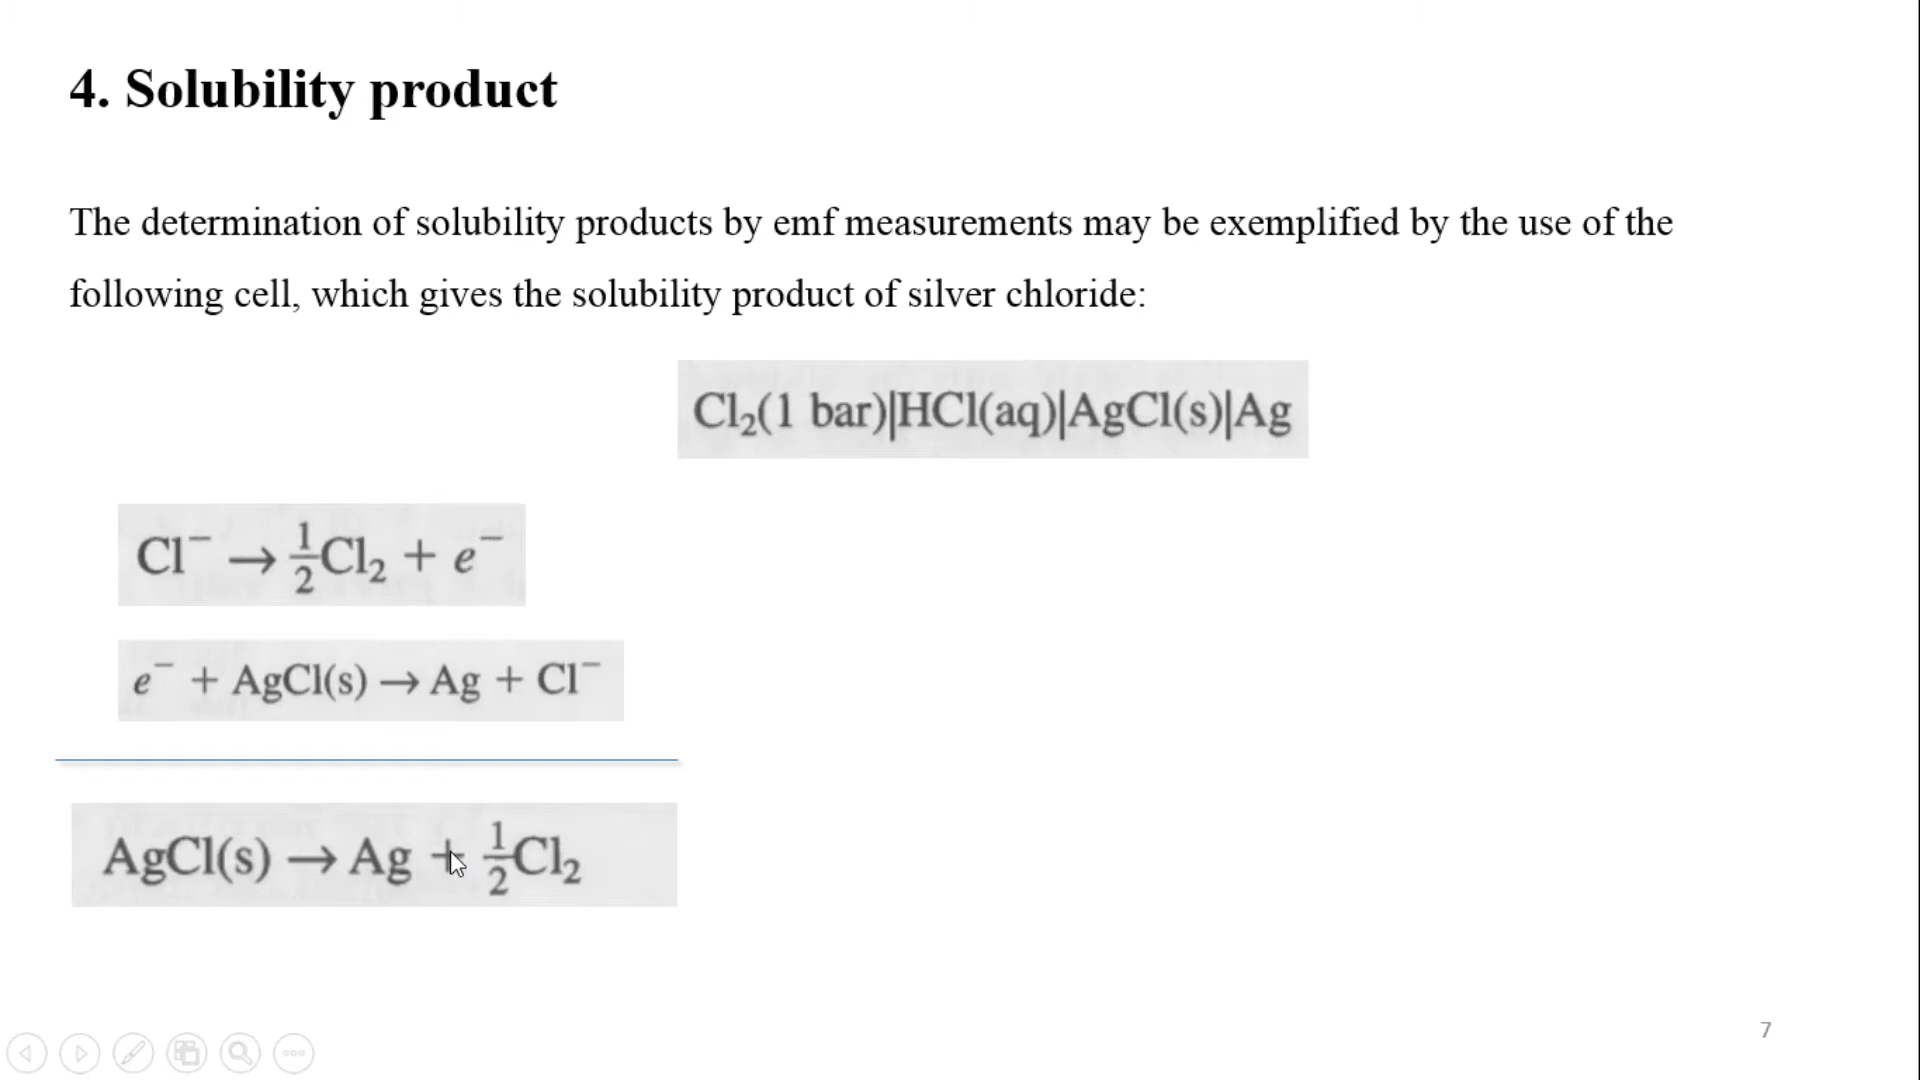 4. Solubility product
The determination of solubility products by emf measurements may be exemplified by the use of the
following cell, which gives the solubility product of silver chloride:
Cl₂(1 bar)|HCl(aq)|AgCl(s)|Ag
Cl⁻ → ½Cl₂ + e⁻
e⁻ + AgCl(s) → Ag + Cl⁻
AgCl(s) → Ag + ½Cl₂
7